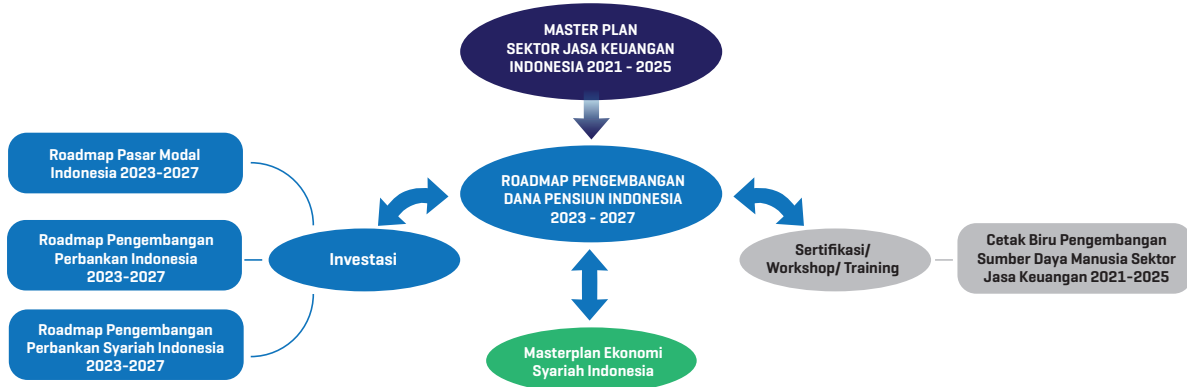 MASTER PLAN
SEKTOR JASA KEUANGAN
INDONESIA 2021 - 2025
Roadmap Pasar Modal
Indonesia 2023-2027
ROADMAP PENGEMBANGAN
DANA PENSIUN INDONESIA
2023 - 2027
Roadmap Pengembangan
Perbankan Indonesia
2023-2027
Investasi
Sertifikasi/
Workshop/ Training
Cetak Biru Pengembangan
Sumber Daya Manusia Sektor
Jasa Keuangan 2021-2025
Roadmap Pengembangan
Perbankan Syariah Indonesia
2023-2027
Masterplan Ekonomi
Syariah Indonesia